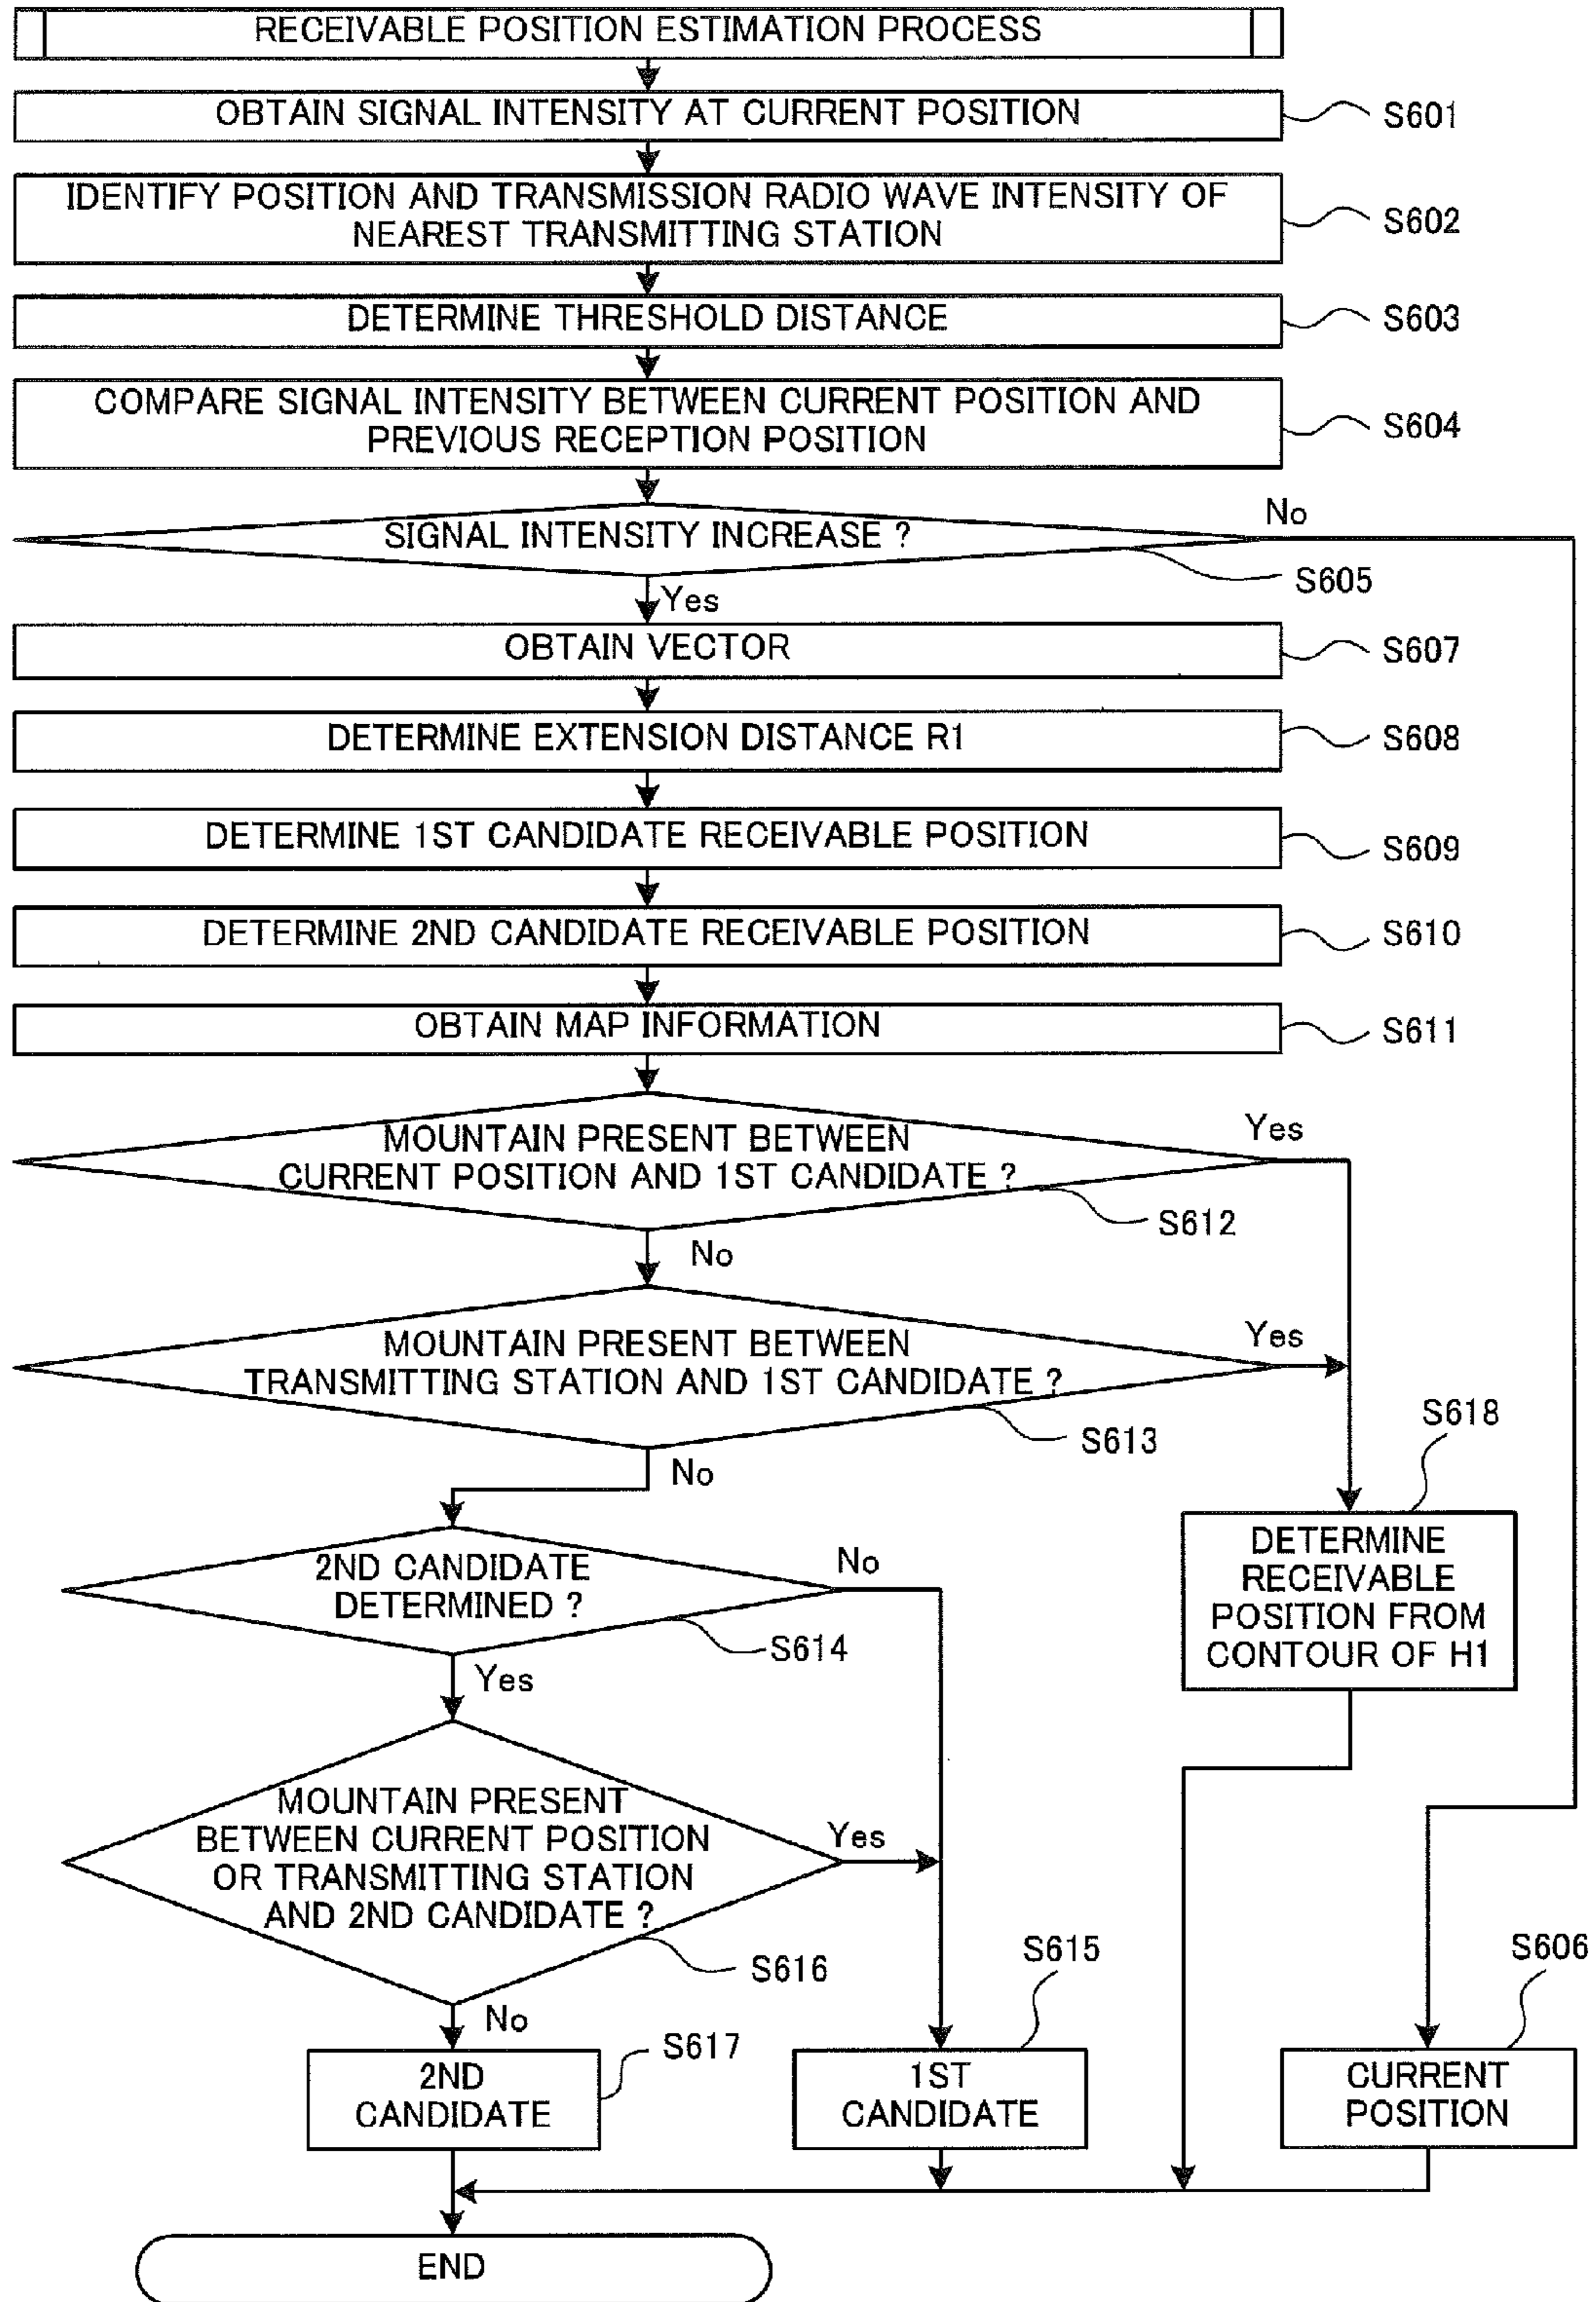 RECEIVABLE POSITION ESTIMATION PROCESS
OBTAIN SIGNAL INTENSITY AT CURRENT POSITION
S601
IDENTIFY POSITION AND TRANSMISSION RADIO WAVE INTENSITY OF
NEAREST TRANSMITTING STATION
S602
DETERMINE THRESHOLD DISTANCE
S603
COMPARE SIGNAL INTENSITY BETWEEN CURRENT POSITION AND
PREVIOUS RECEPTION POSITION
S604
SIGNAL INTENSITY INCREASE ?
No
S605
Yes
OBTAIN VECTOR
S607
DETERMINE EXTENSION DISTANCE R1
S608
DETERMINE 1ST CANDIDATE RECEIVABLE POSITION
S609
DETERMINE 2ND CANDIDATE RECEIVABLE POSITION
S610
OBTAIN MAP INFORMATION
S611
MOUNTAIN PRESENT BETWEEN
CURRENT POSITION AND 1ST CANDIDATE ?
Yes
S612
No
MOUNTAIN PRESENT BETWEEN
TRANSMITTING STATION AND 1ST CANDIDATE ?
Yes
S613
No
S618
DETERMINE
RECEIVABLE
POSITION FROM
CONTOUR OF H1
2ND CANDIDATE
DETERMINED ?
No
S614
Yes
MOUNTAIN PRESENT
BETWEEN CURRENT POSITION
OR TRANSMITTING STATION
AND 2ND CANDIDATE ?
Yes
S616
No
S617
2ND
CANDIDATE
S615
1ST
CANDIDATE
S606
CURRENT
POSITION
END